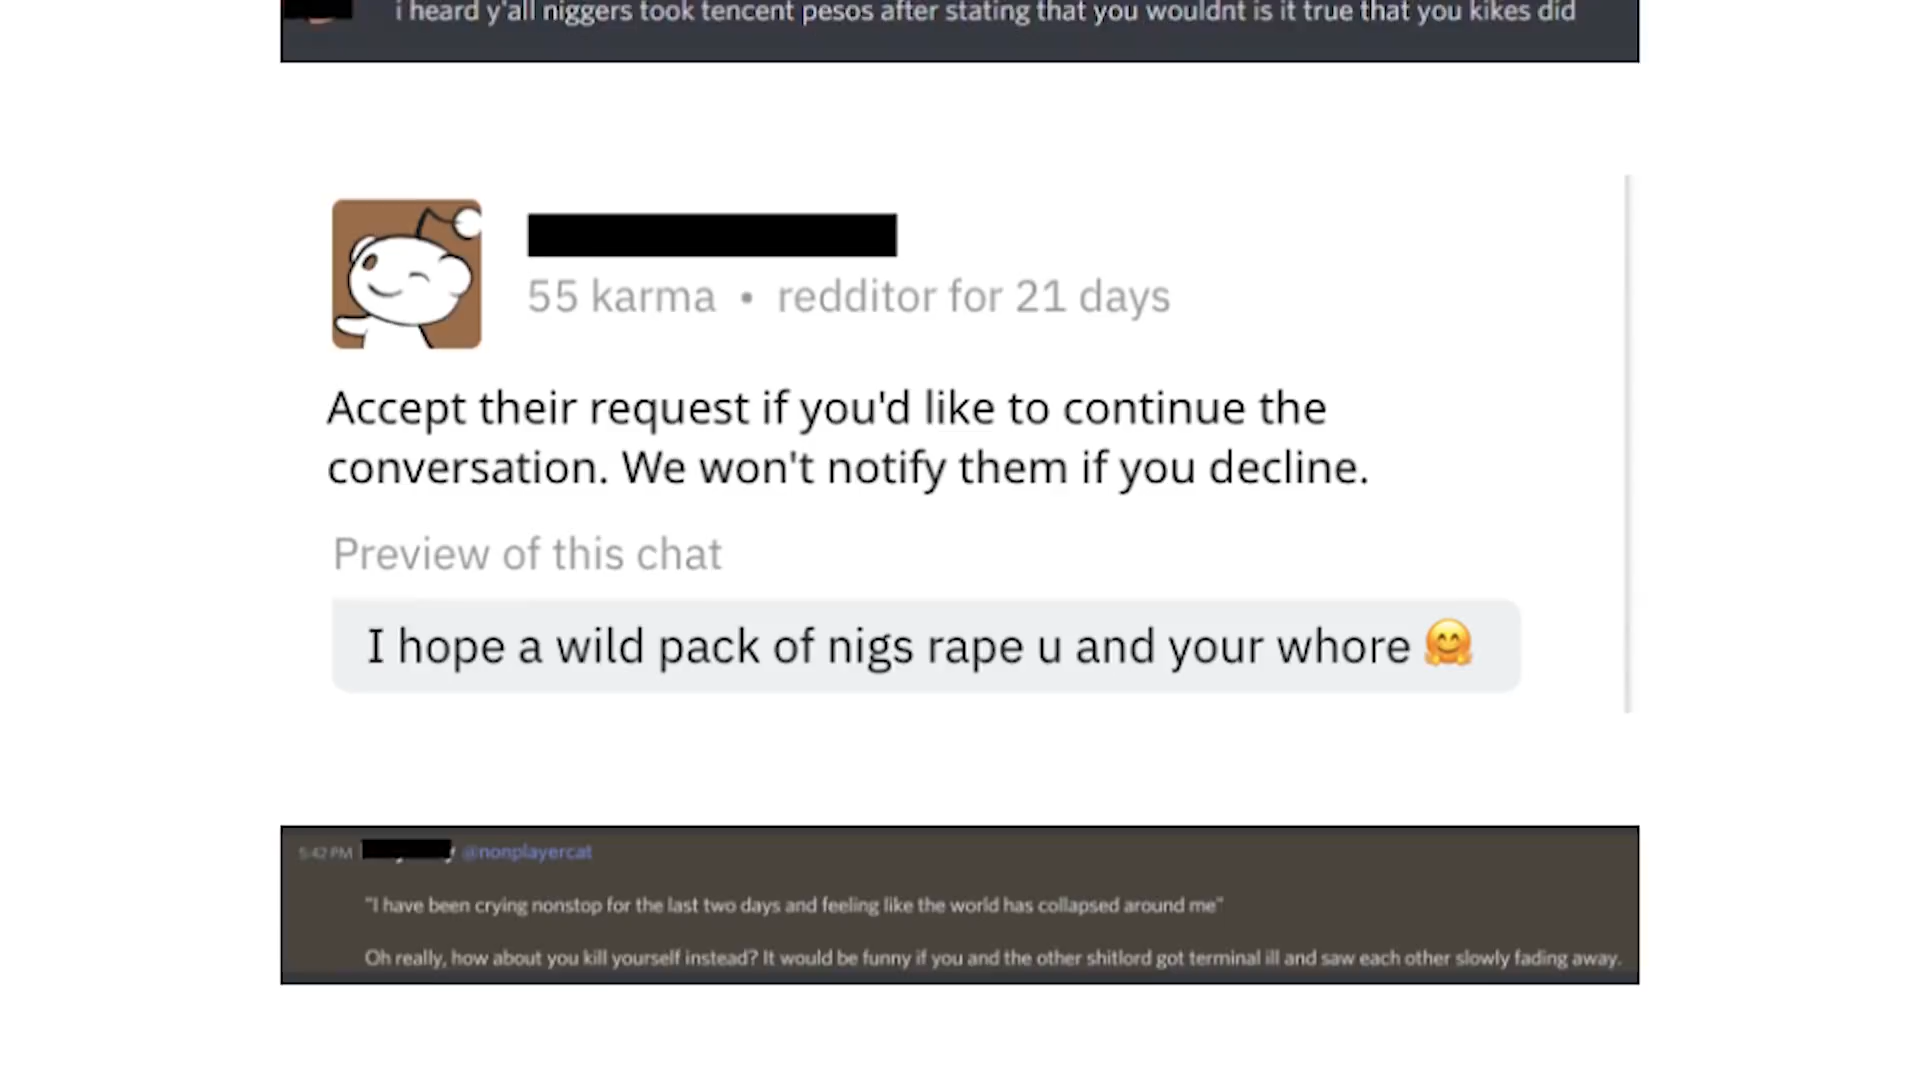 i heard y'all niggers took tencent pesos after stating that you wouldnt is it true that you kikes did
55 karma • redditor for 21 days
Accept their request if you'd like to continue the
conversation. We won't notify them if you decline.
Preview of this chat
I hope a wild pack of nigs rape u and your whore 🤗
5:42 PM @nonplayercat
"I have been crying nonstop for the last two days and feeling like the world has collapsed around me"
Oh really, how about you kill yourself instead? It would be funny if you and the other shitlord got terminal ill and saw each other slowly fading away.